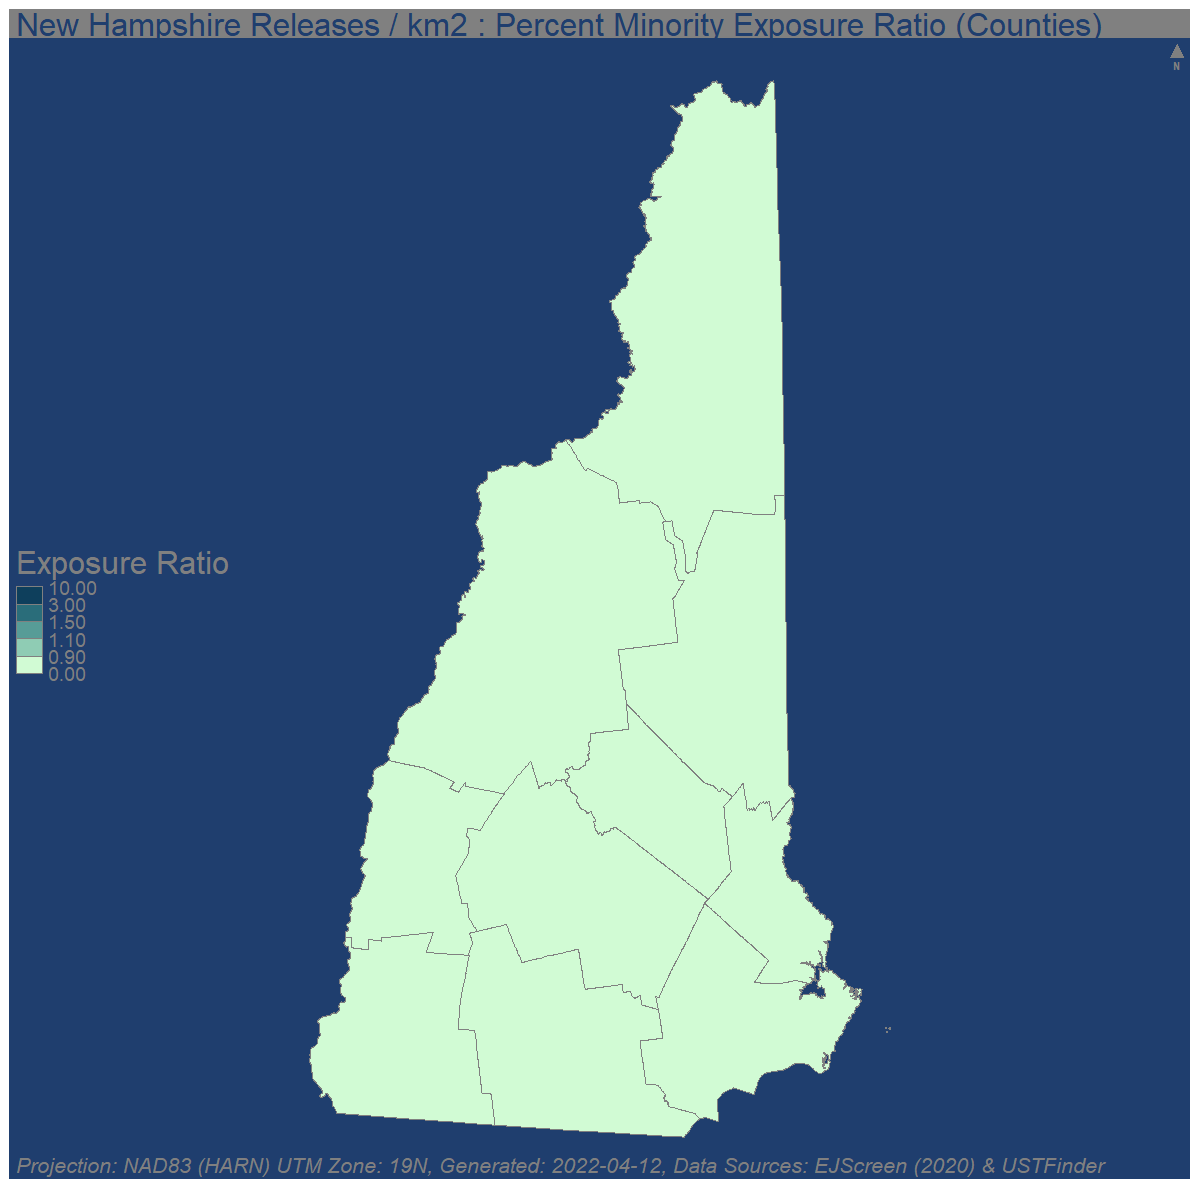 New Hampshire Releases / km2 : Percent Minority Exposure Ratio (Counties)
N
Exposure Ratio
10.00
3.00
1.50
1.10
0.90
0.00
Projection: NAD83 (HARN) UTM Zone: 19N, Generated: 2022-04-12, Data Sources: EJScreen (2020) & USTFinder